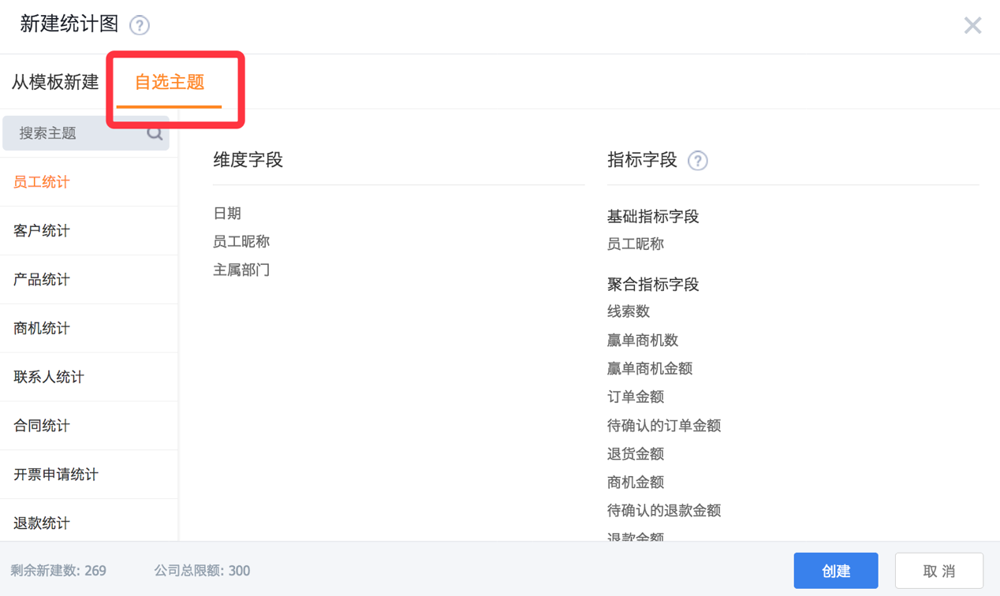 新建统计图
从模板新建
自选主题
搜索主题
员工统计
客户统计
产品统计
商机统计
联系人统计
合同统计
开票申请统计
退款统计
维度字段
日期
员工昵称
主属部门
指标字段
基础指标字段
员工昵称
聚合指标字段
线索数
赢单商机数
赢单商机金额
订单金额
待确认的订单金额
退货金额
商机金额
待确认的退款金额
退款金额
剩余新建数: 269
公司总限额: 300
创建
取 消